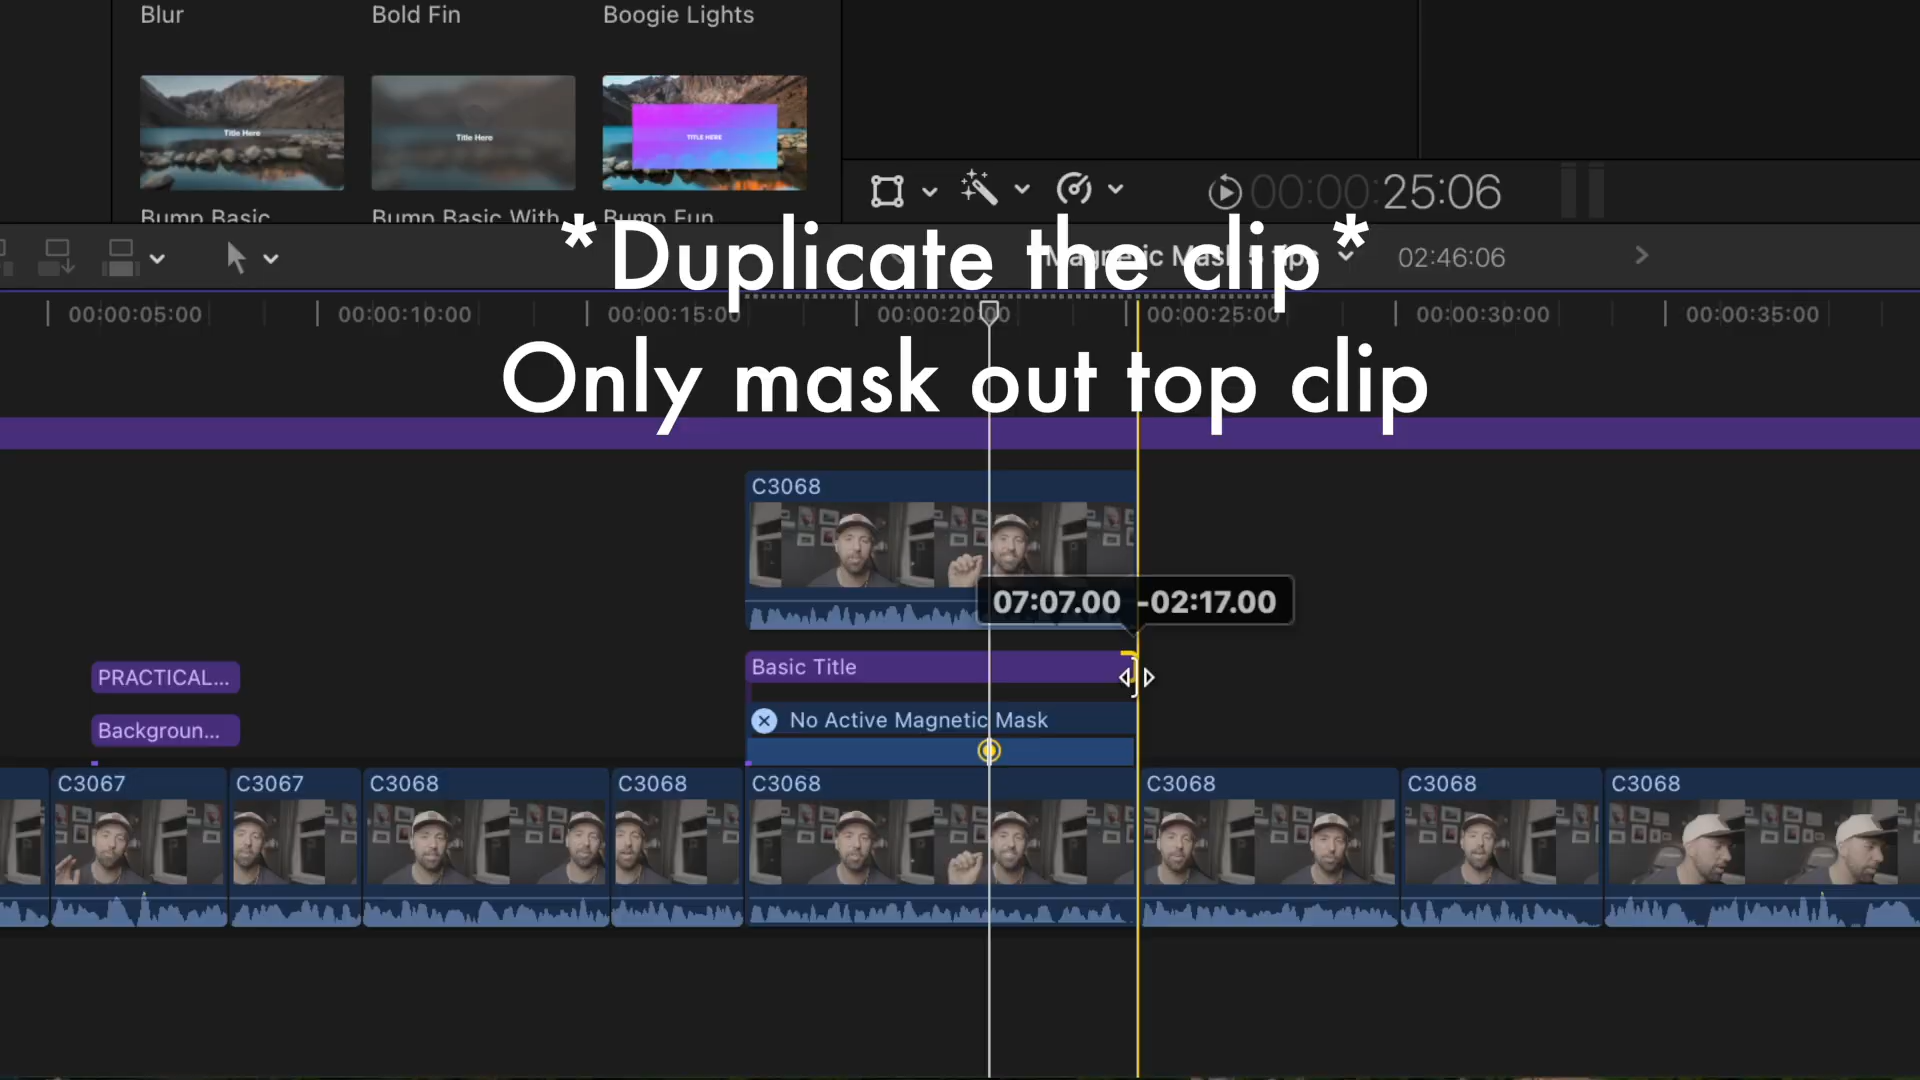 Blur
Bold Fin
Boogie Lights
Title Here
Title Here
TITLE HERE
Bump Basic
Bump Basic With
Bump Fun
00:00:00:25:06
*Duplicate the clip*
Magnetic Mask 5 tips
02:46:06
00:00:05:00
00:00:10:00
00:00:15:00
00:00:20:00
00:00:25:00
00:00:30:00
00:00:35:00
Only mask out top clip
C3068
07:07.00 -02:17.00
PRACTICAL...
Basic Title
Backgroun...
No Active Magnetic Mask
C3067
C3067
C3068
C3068
C3068
C3068
C3068
C3068